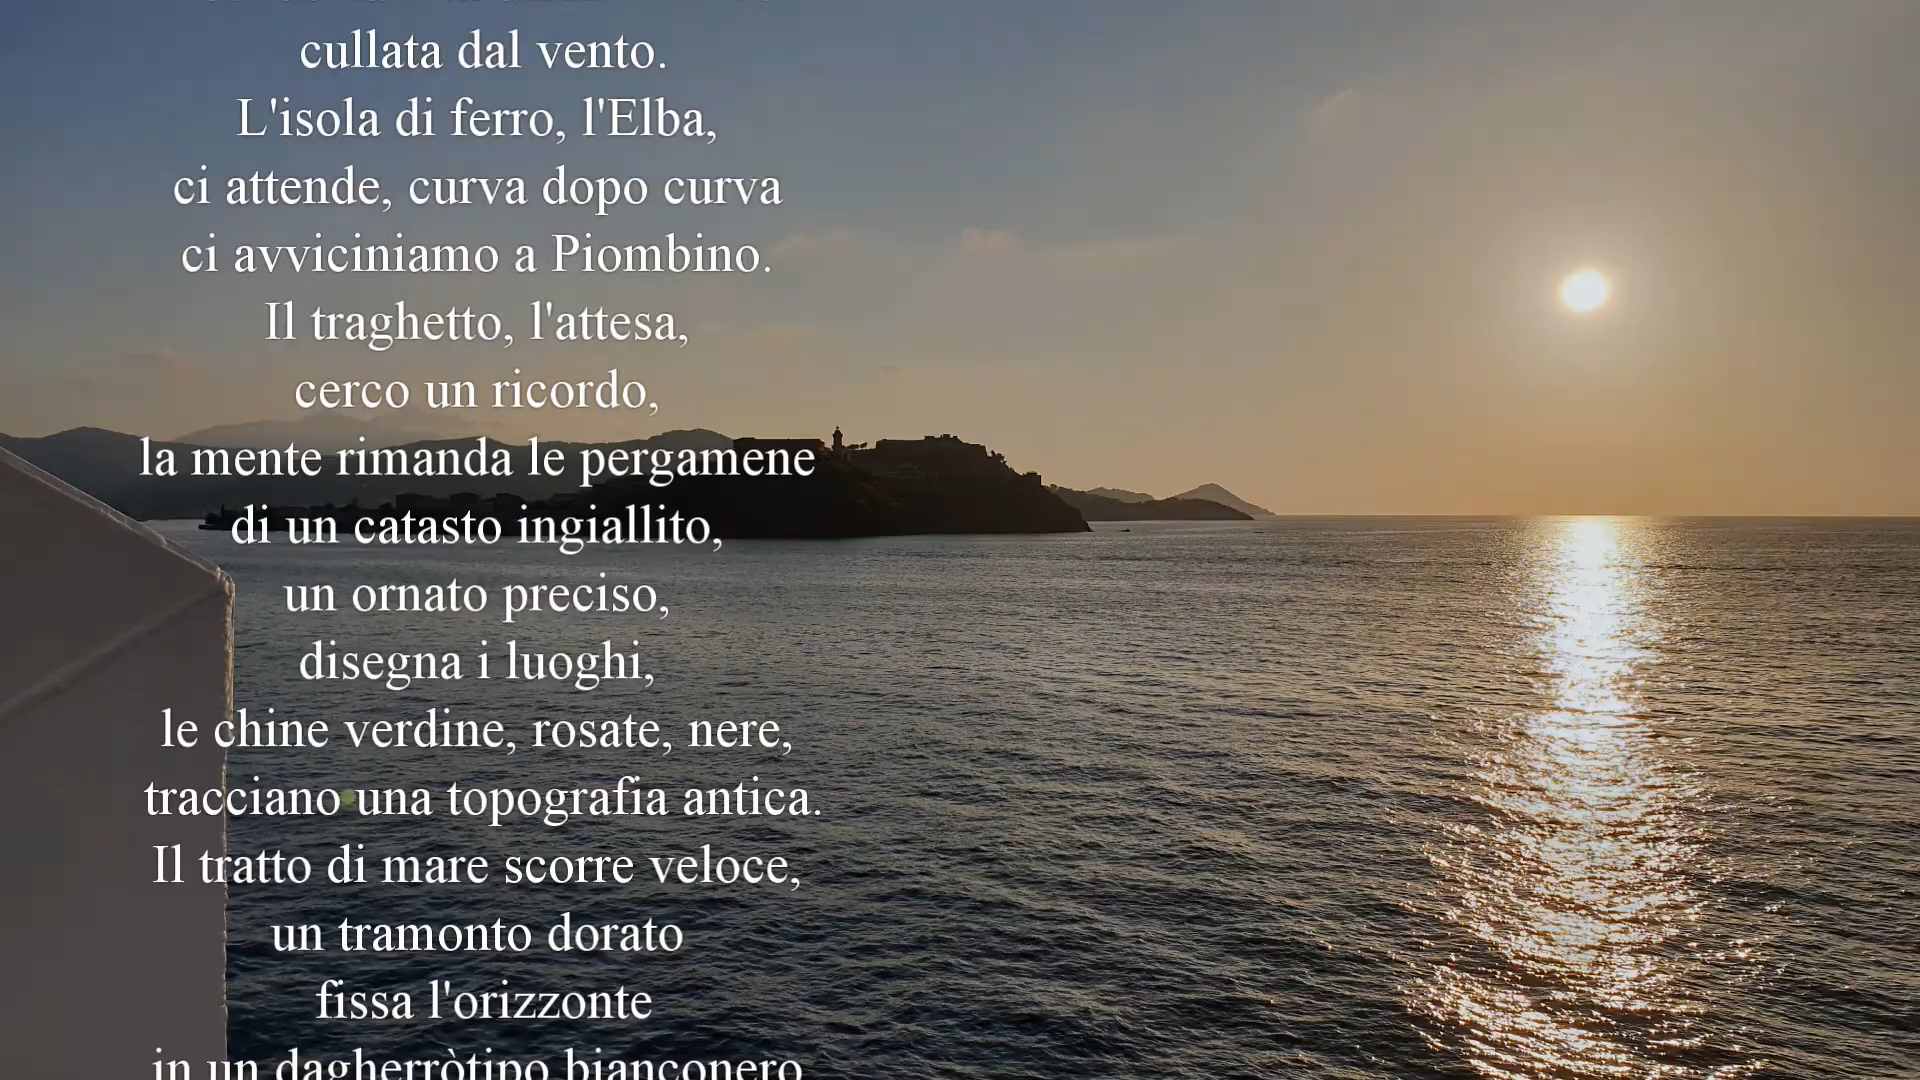 cullata dal vento.
L'isola di ferro, l'Elba,
ci attende, curva dopo curva
ci avviciniamo a Piombino.
Il traghetto, l'attesa,
cerco un ricordo,
la mente rimanda le pergamene
di un catasto ingiallito,
un ornato preciso,
disegna i luoghi,
le chine verdine, rosate, nere,
tracciano una topografia antica.
Il tratto di mare scorre veloce,
un tramonto dorato
fissa l'orizzonte
in un dagherròtipo bianconero